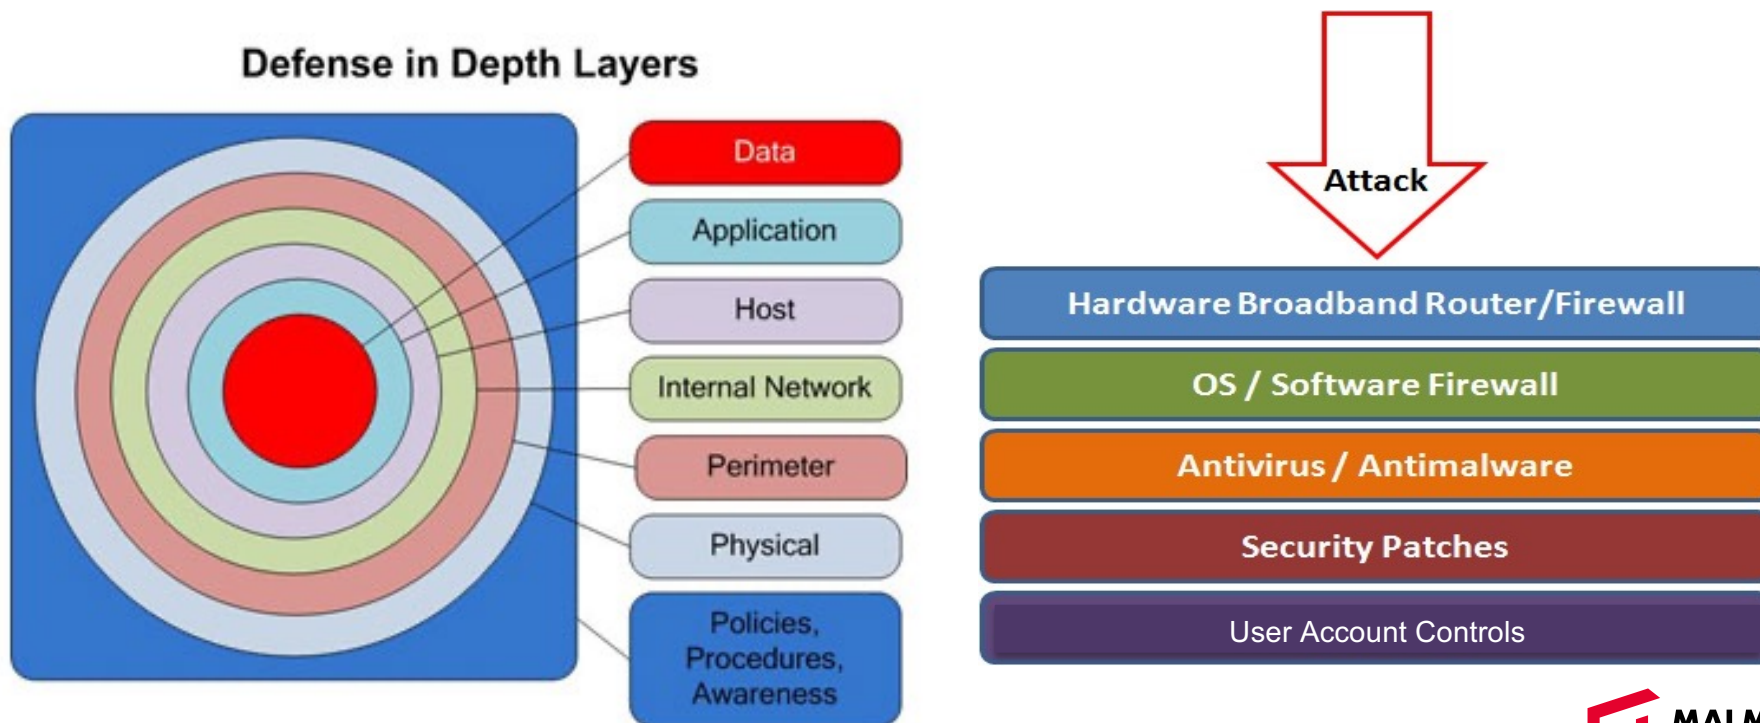 Defense in Depth Layers
Data
Application
Host
Internal Network
Perimeter
Physical
Policies,
Procedures,
Awareness
Attack
Hardware Broadband Router/Firewall
OS / Software Firewall
Antivirus / Antimalware
Security Patches
User Account Controls